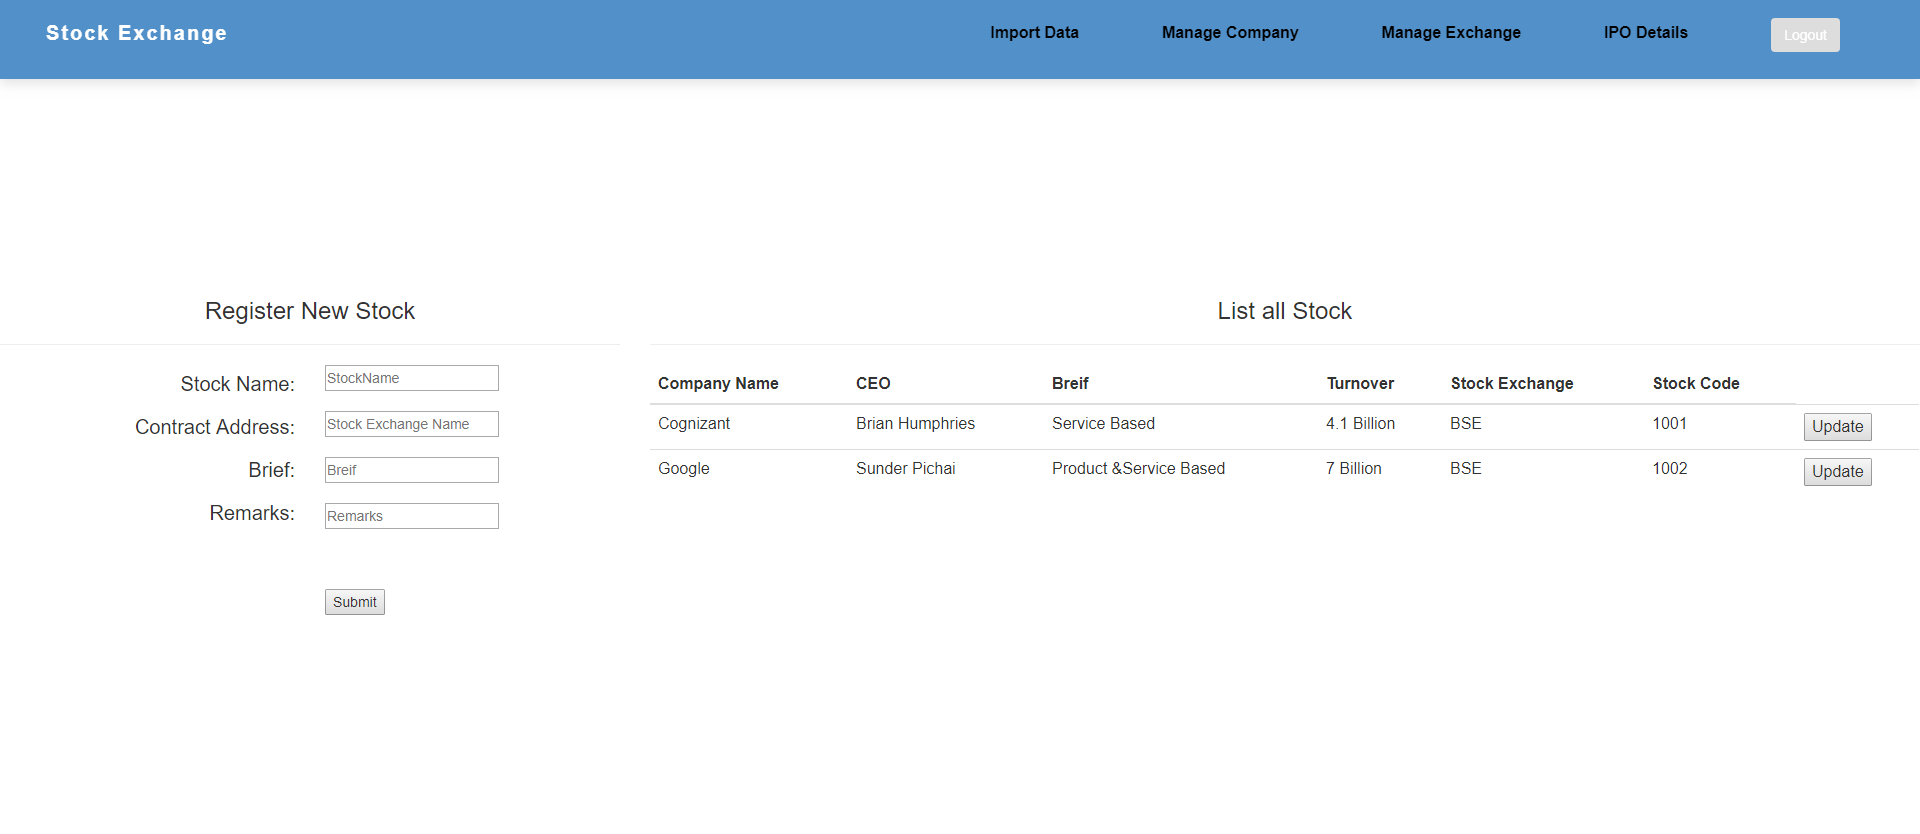 Stock Exchange Import Data Manage Company Manage Exchange IPO Details Logout
Register New Stock
Stock Name: StockName
Contract Address: Stock Exchange Name
Brief: Breif
Remarks: Remarks
Submit
List all Stock
Company Name CEO Breif Turnover Stock Exchange Stock Code
Cognizant Brian Humphries Service Based 4.1 Billion BSE 1001 Update
Google Sunder Pichai Product &Service Based 7 Billion BSE 1002 Update